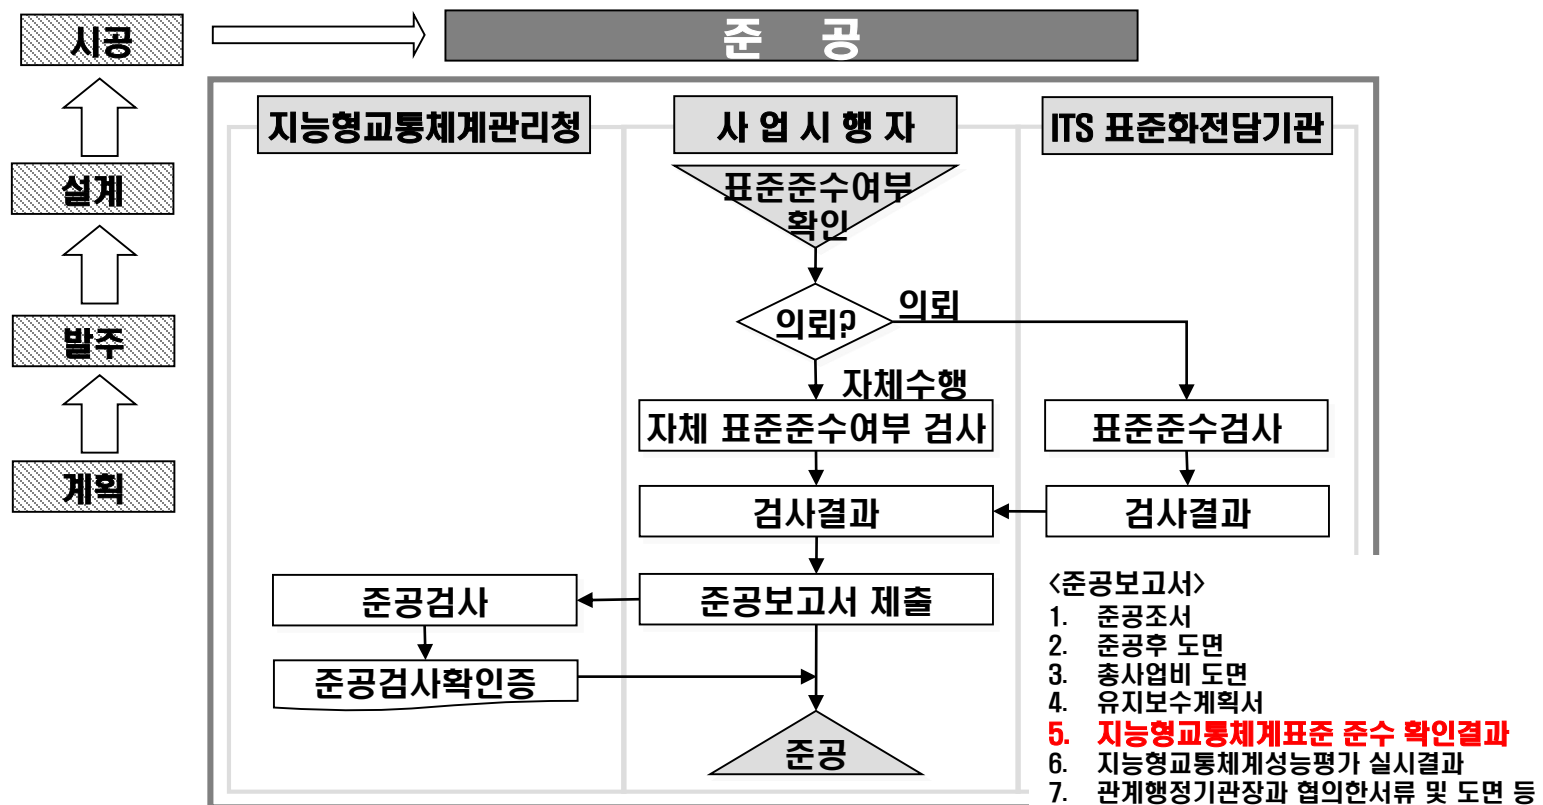 시공
준 공
설계
발주
계획
지능형교통체계관리청
사 업 시 행 자
ITS 표준화전담기관
표준준수여부
확인
의뢰?
의뢰
자체수행
자체 표준준수여부 검사
표준준수검사
검사결과
검사결과
준공검사
준공보고서 제출
준공검사확인증
준공
<준공보고서>
1. 준공조서
2. 준공후 도면
3. 총사업비 도면
4. 유지보수계획서
5. 지능형교통체계표준 준수 확인결과
6. 지능형교통체계성능평가 실시결과
7. 관계행정기관장과 협의한서류 및 도면 등